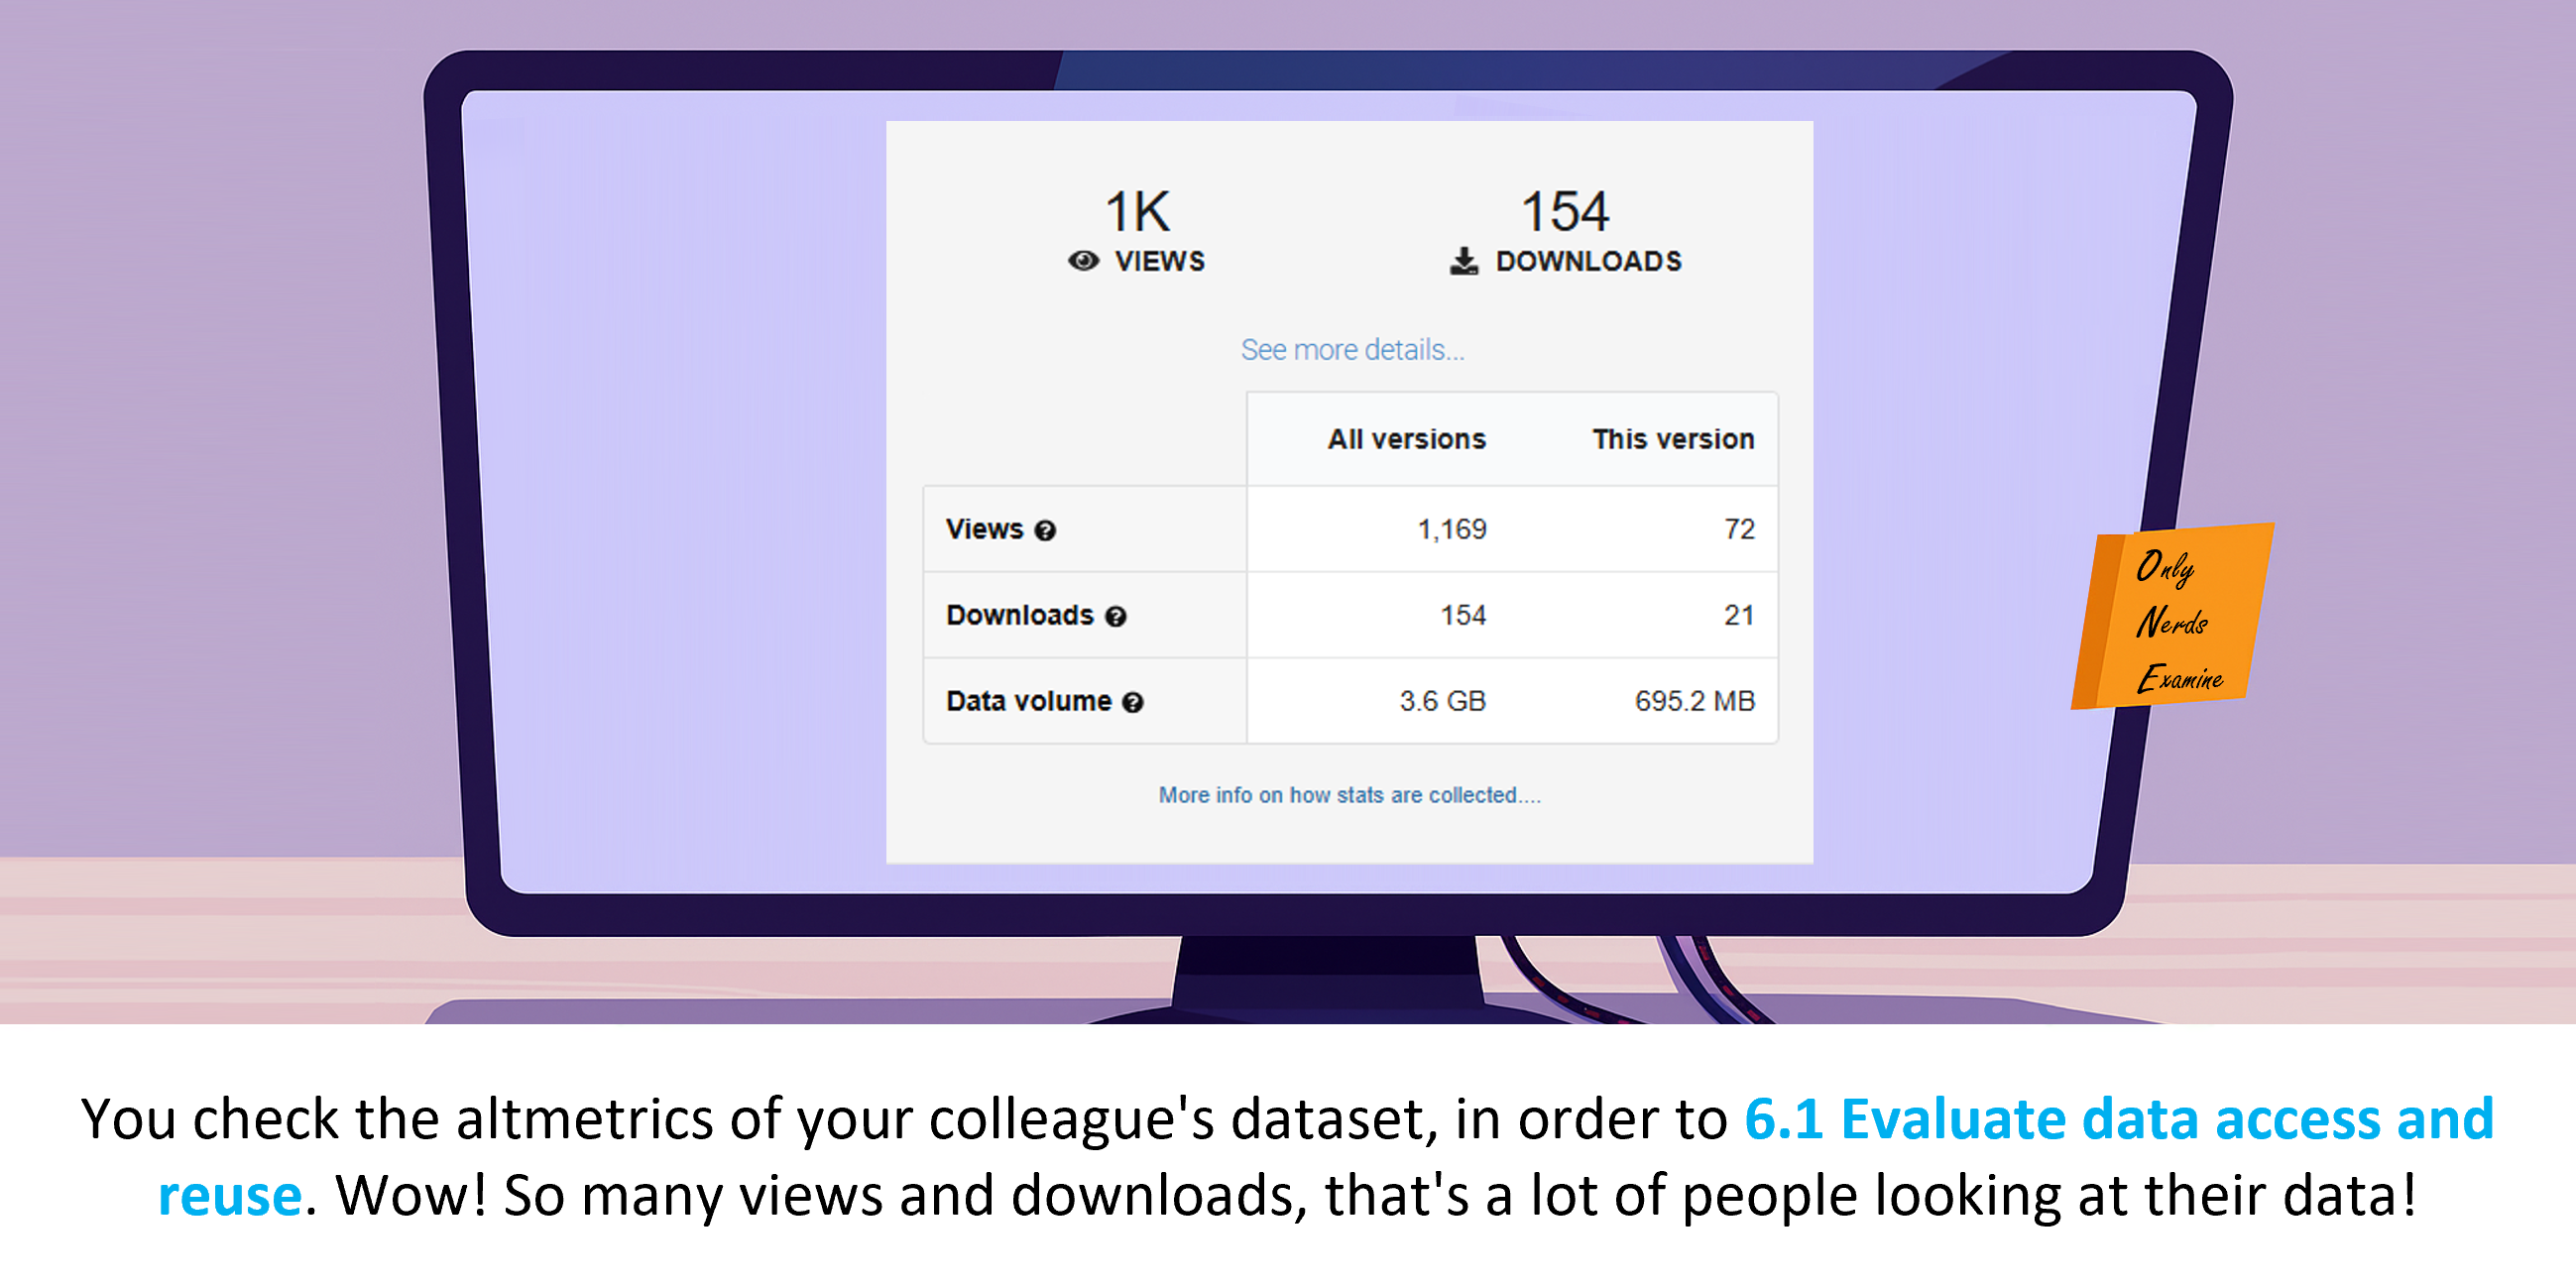 1K 154
VIEWS DOWNLOADS
See more details...
All versions This version
Views 1,169 72
Downloads 154 21
Data volume 3.6 GB 695.2 MB
More info on how stats are collected....
Only
Nerds
Examine
You check the altmetrics of your colleague's dataset, in order to 6.1 Evaluate data access and
reuse. Wow! So many views and downloads, that's a lot of people looking at their data!